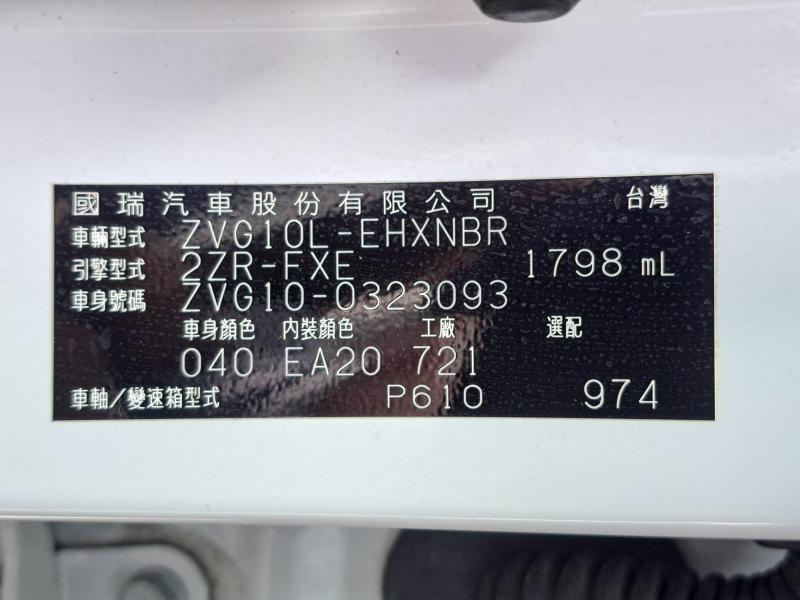 國瑞汽車股份有限公司 台灣
車輛型式 ZVG10L-EHXNBR
引擎型式 2ZR-FXE 1798 mL
車身號碼 ZVG10-0323093
車身顏色 內裝顏色 工廠 選配
040 EA20 721
車軸/變速箱型式 P610 974